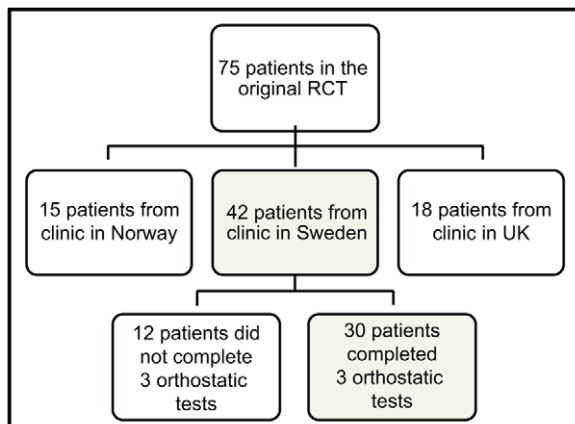 75 patients in the
original RCT
15 patients from
clinic in Norway
42 patients from
clinic in Sweden
18 patients from
clinic in UK
12 patients did
not complete
3 orthostatic
tests
30 patients
completed
3 orthostatic
tests